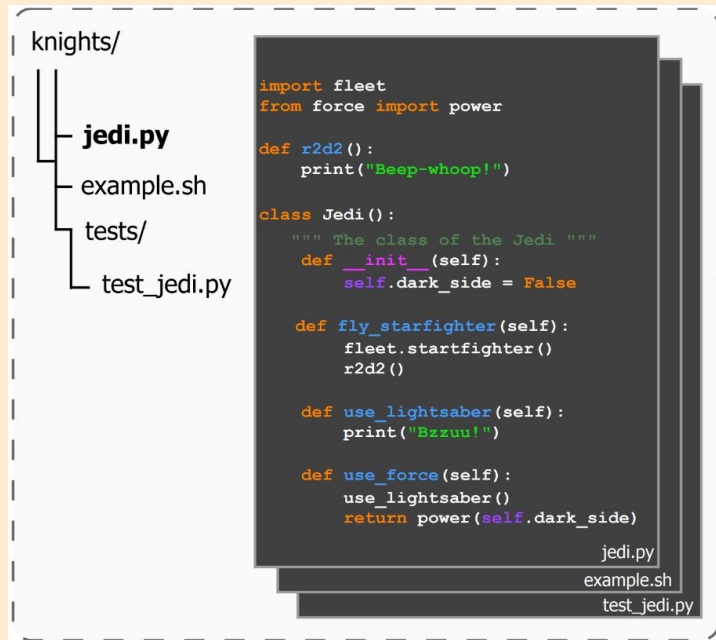 knights/
jedi.py
example.sh
tests/
test_jedi.py
import fleet
from force import power
def r2d2():
print("Beep-whoop!")
class Jedi():
""" The class of the Jedi """
def __init__(self):
self.dark_side = False
def fly_starfighter(self):
fleet.startfighter()
r2d2()
def use_lightsaber(self):
print("Bzzuu!")
def use_force(self):
use_lightsaber()
return power(self.dark_side)
jedi.py
example.sh
test_jedi.py